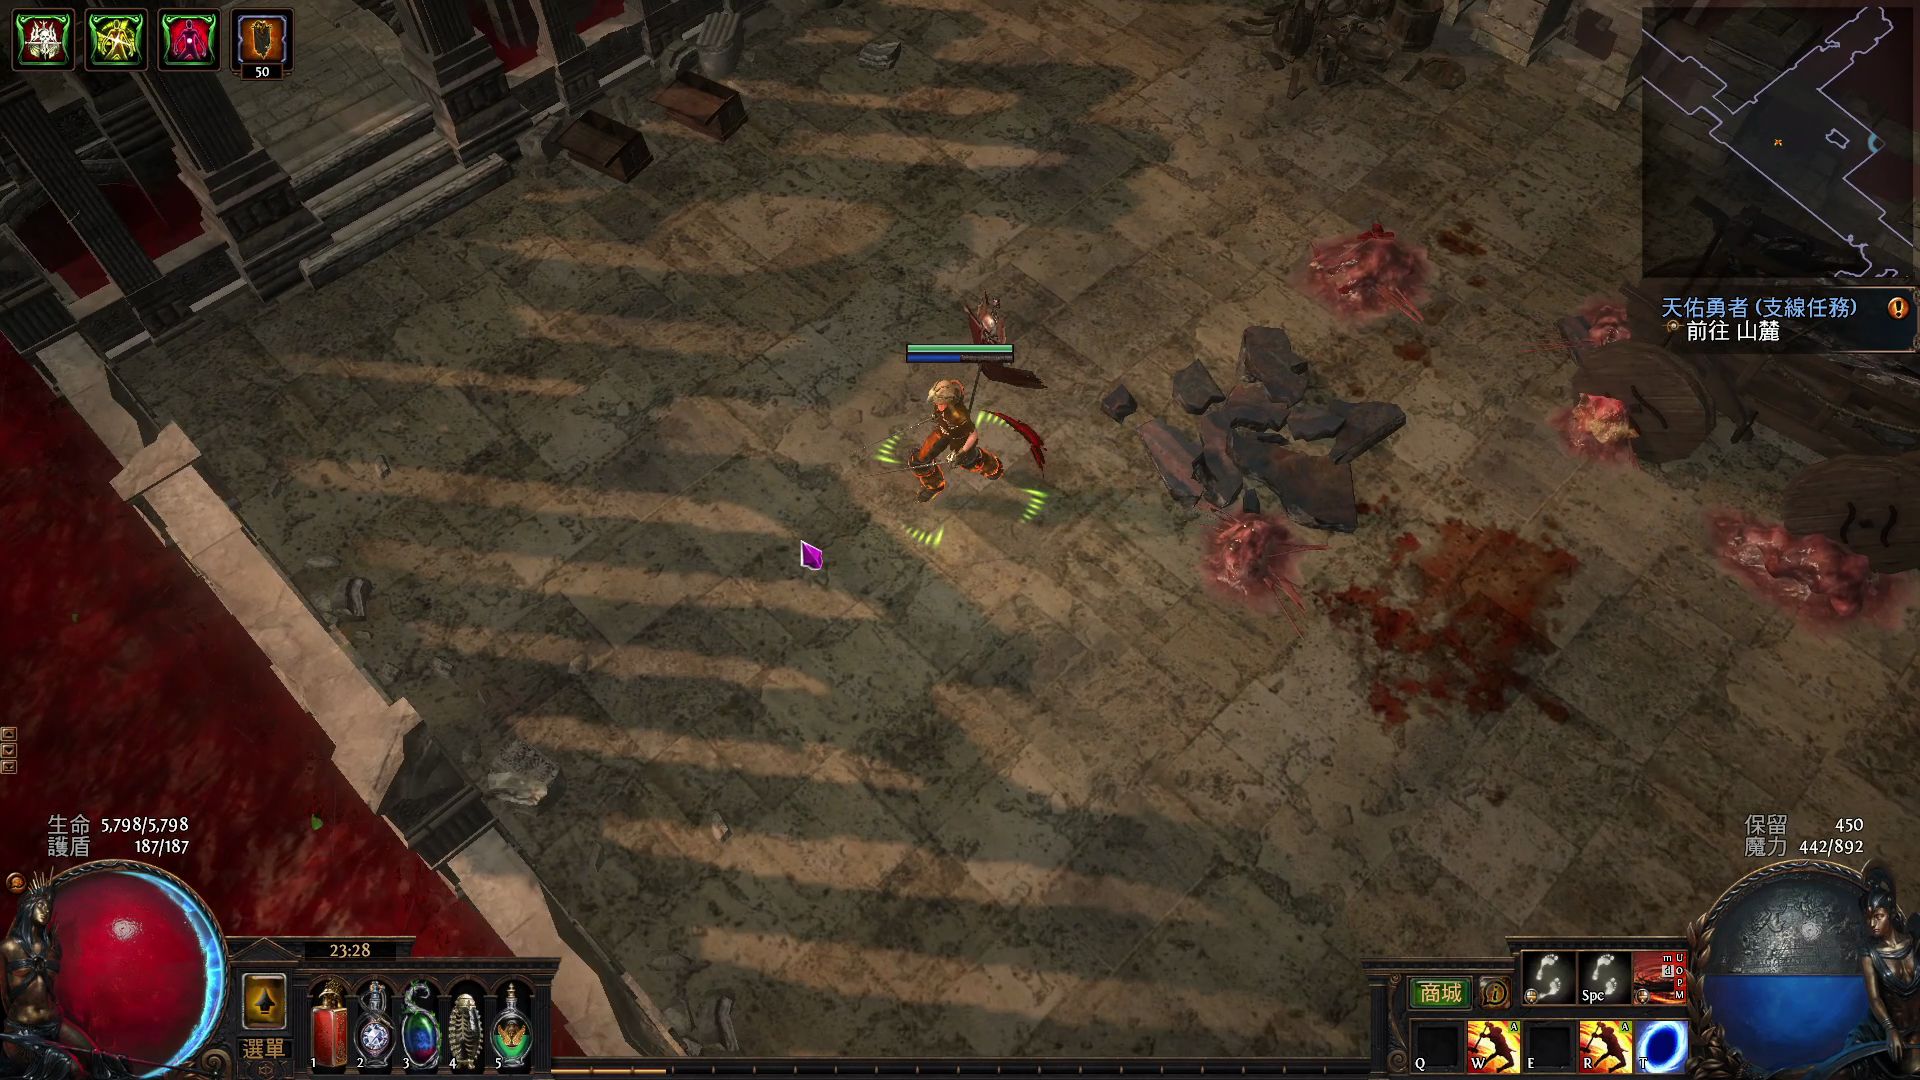 50
天佑勇者 (支線任務)
前往 山麓
生命 5,798/5,798
護盾 187/187
保留 450
魔力 442/892
23:28
選單
1
2
3
4
5
商城
Spc
m U
d O
P
M
Q
W
A
E
R
A
T